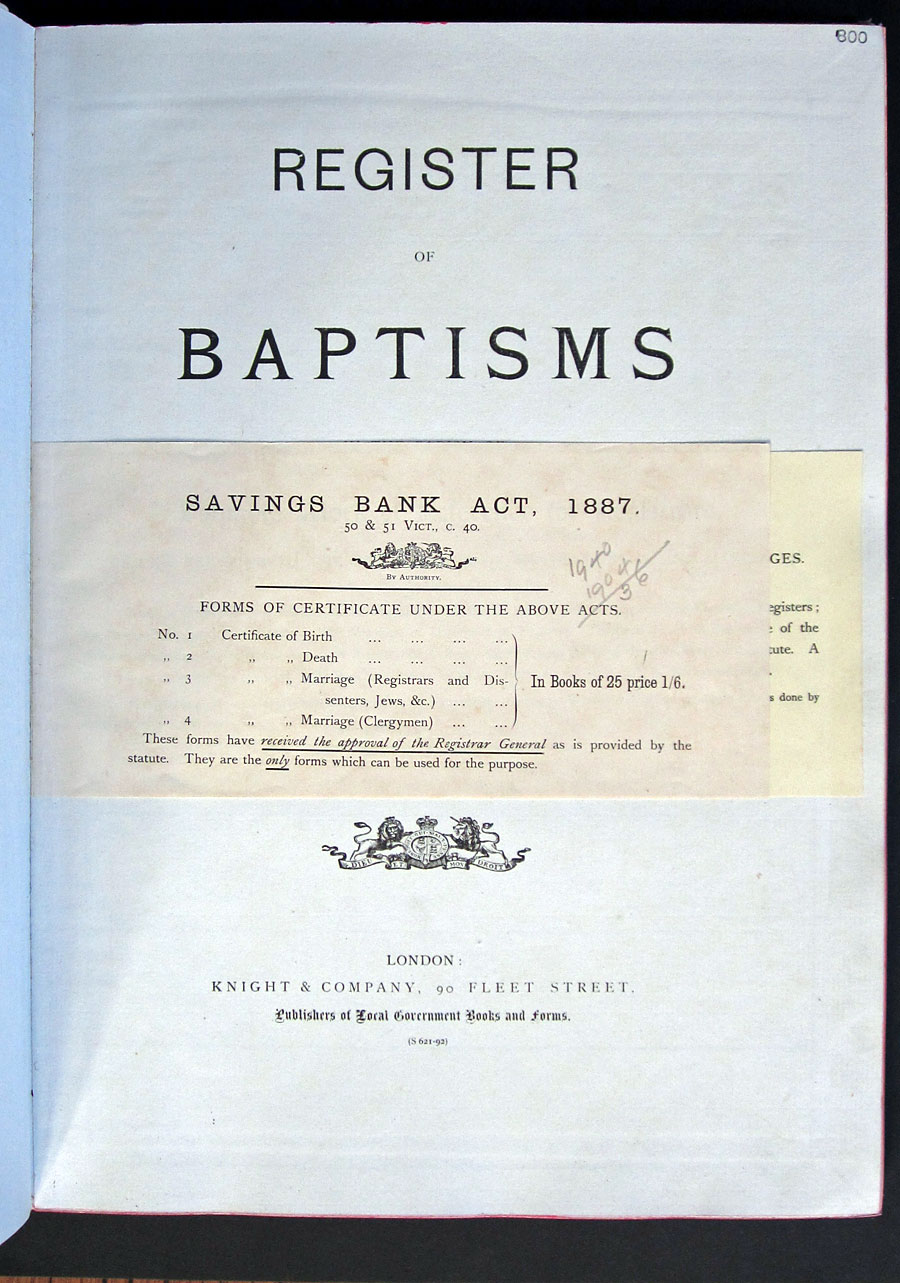 800
REGISTER
OF
BAPTISMS
SAVINGS BANK ACT, 1887.
50 & 51 VICT., C. 40.
BY AUTHORITY.
1940
1904
36
FORMS OF CERTIFICATE UNDER THE ABOVE ACTS.
No. 1 Certificate of Birth ... ... ... ...
„ 2 „ „ Death ... ... ... ...
„ 3 „ „ Marriage (Registrars and Dis-
senters, Jews, &c.) ... ...
„ 4 „ „ Marriage (Clergymen) ... ...
In Books of 25 price 1/6.
These forms have received the approval of the Registrar General as is provided by the
statute. They are the only forms which can be used for the purpose.
GES.
egisters;
of the
tute. A
s done by
DIEU ET MON DROIT
LONDON:
KNIGHT & COMPANY, 90 FLEET STREET.
Publishers of Local Government Books and Forms.
(S 621-92)